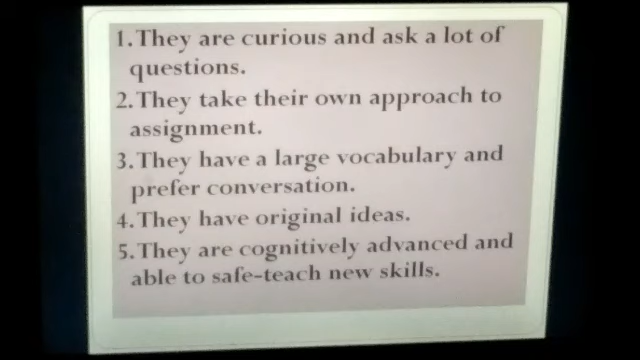 1.They are curious and ask a lot of
questions.
2.They take their own approach to
assignment.
3.They have a large vocabulary and
prefer conversation.
4.They have original ideas.
5.They are cognitively advanced and
able to safe-teach new skills.